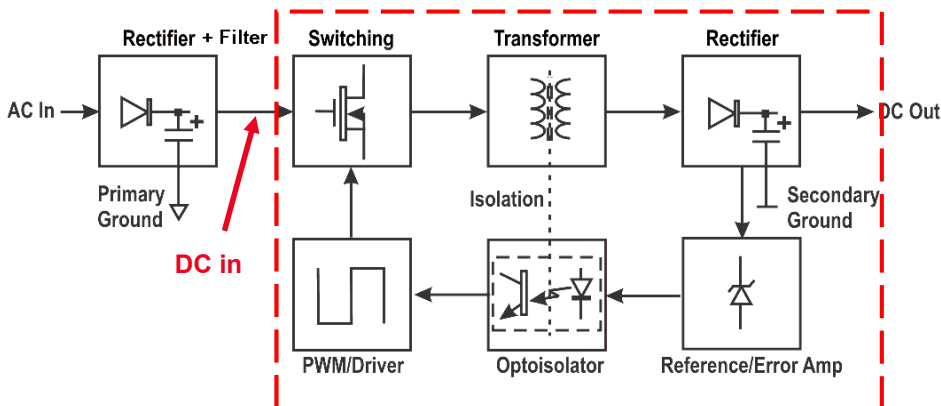 Rectifier + Filter
Switching
Transformer
Rectifier
AC In
+
+
DC Out
Primary
Ground
Isolation
Secondary
Ground
DC in
PWM/Driver
Optoisolator
Reference/Error Amp